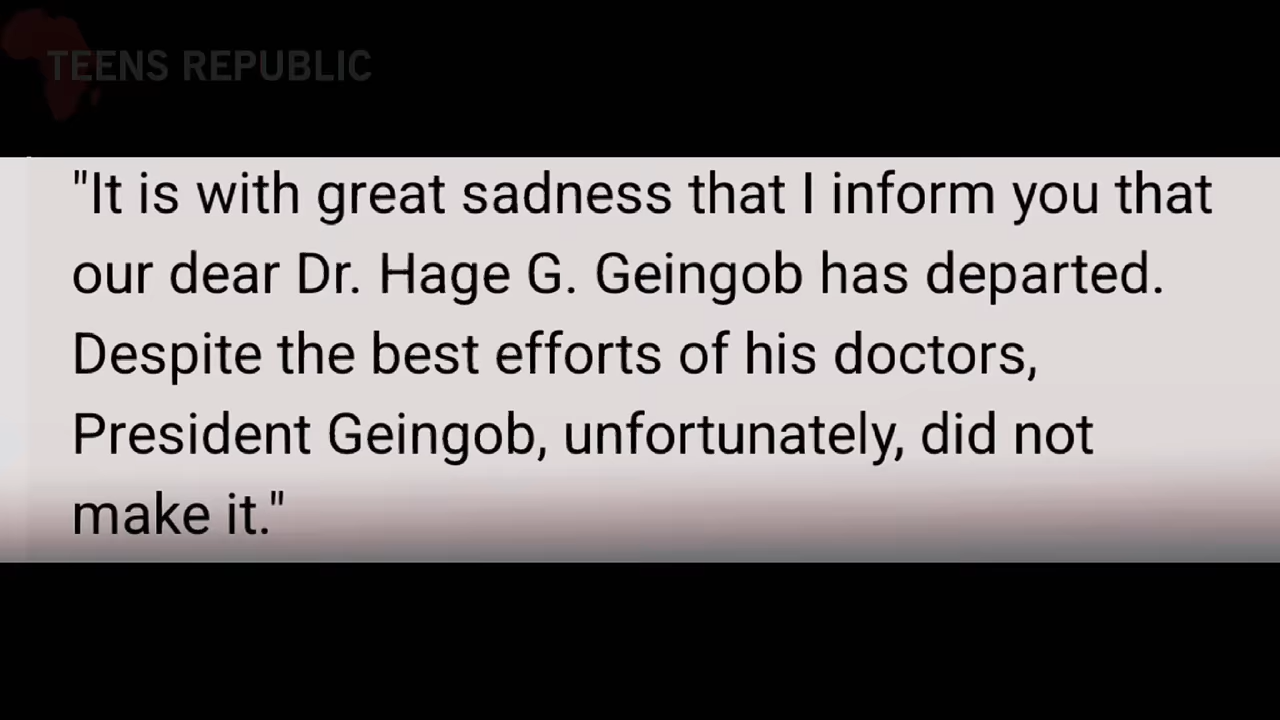 TEENS REPUBLIC
"It is with great sadness that I inform you that
our dear Dr. Hage G. Geingob has departed.
Despite the best efforts of his doctors,
President Geingob, unfortunately, did not
make it."